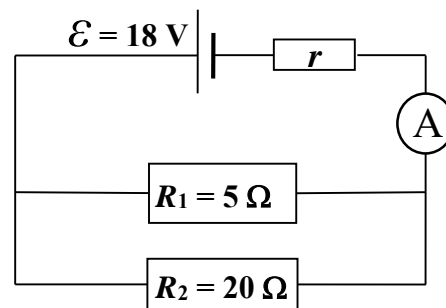 ℰ = 18 V
r
A
R₁ = 5 Ω
R₂ = 20 Ω